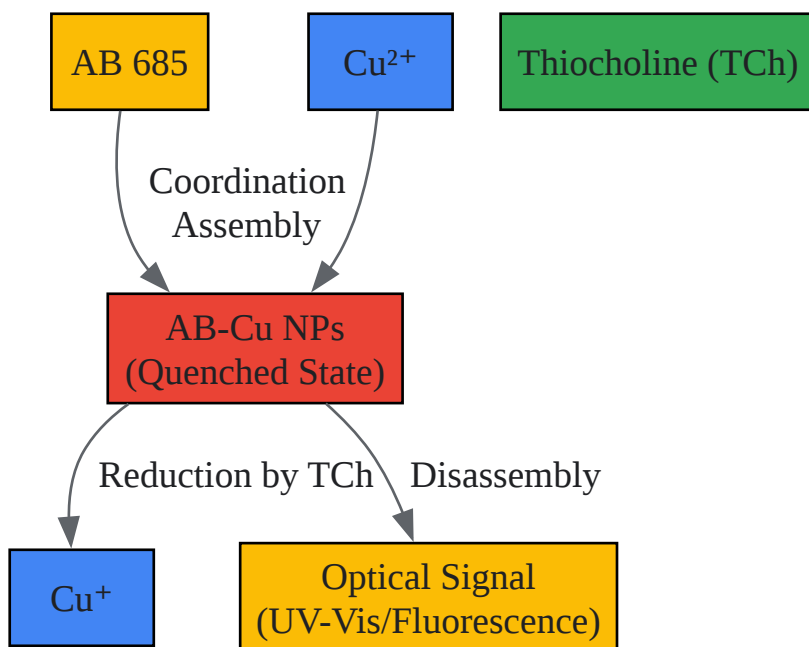 AB 685
Cu²⁺
Thiocholine (TCh)
Coordination
Assembly
AB-Cu NPs
(Quenched State)
Reduction by TCh
Disassembly
Cu⁺
Optical Signal
(UV-Vis/Fluorescence)